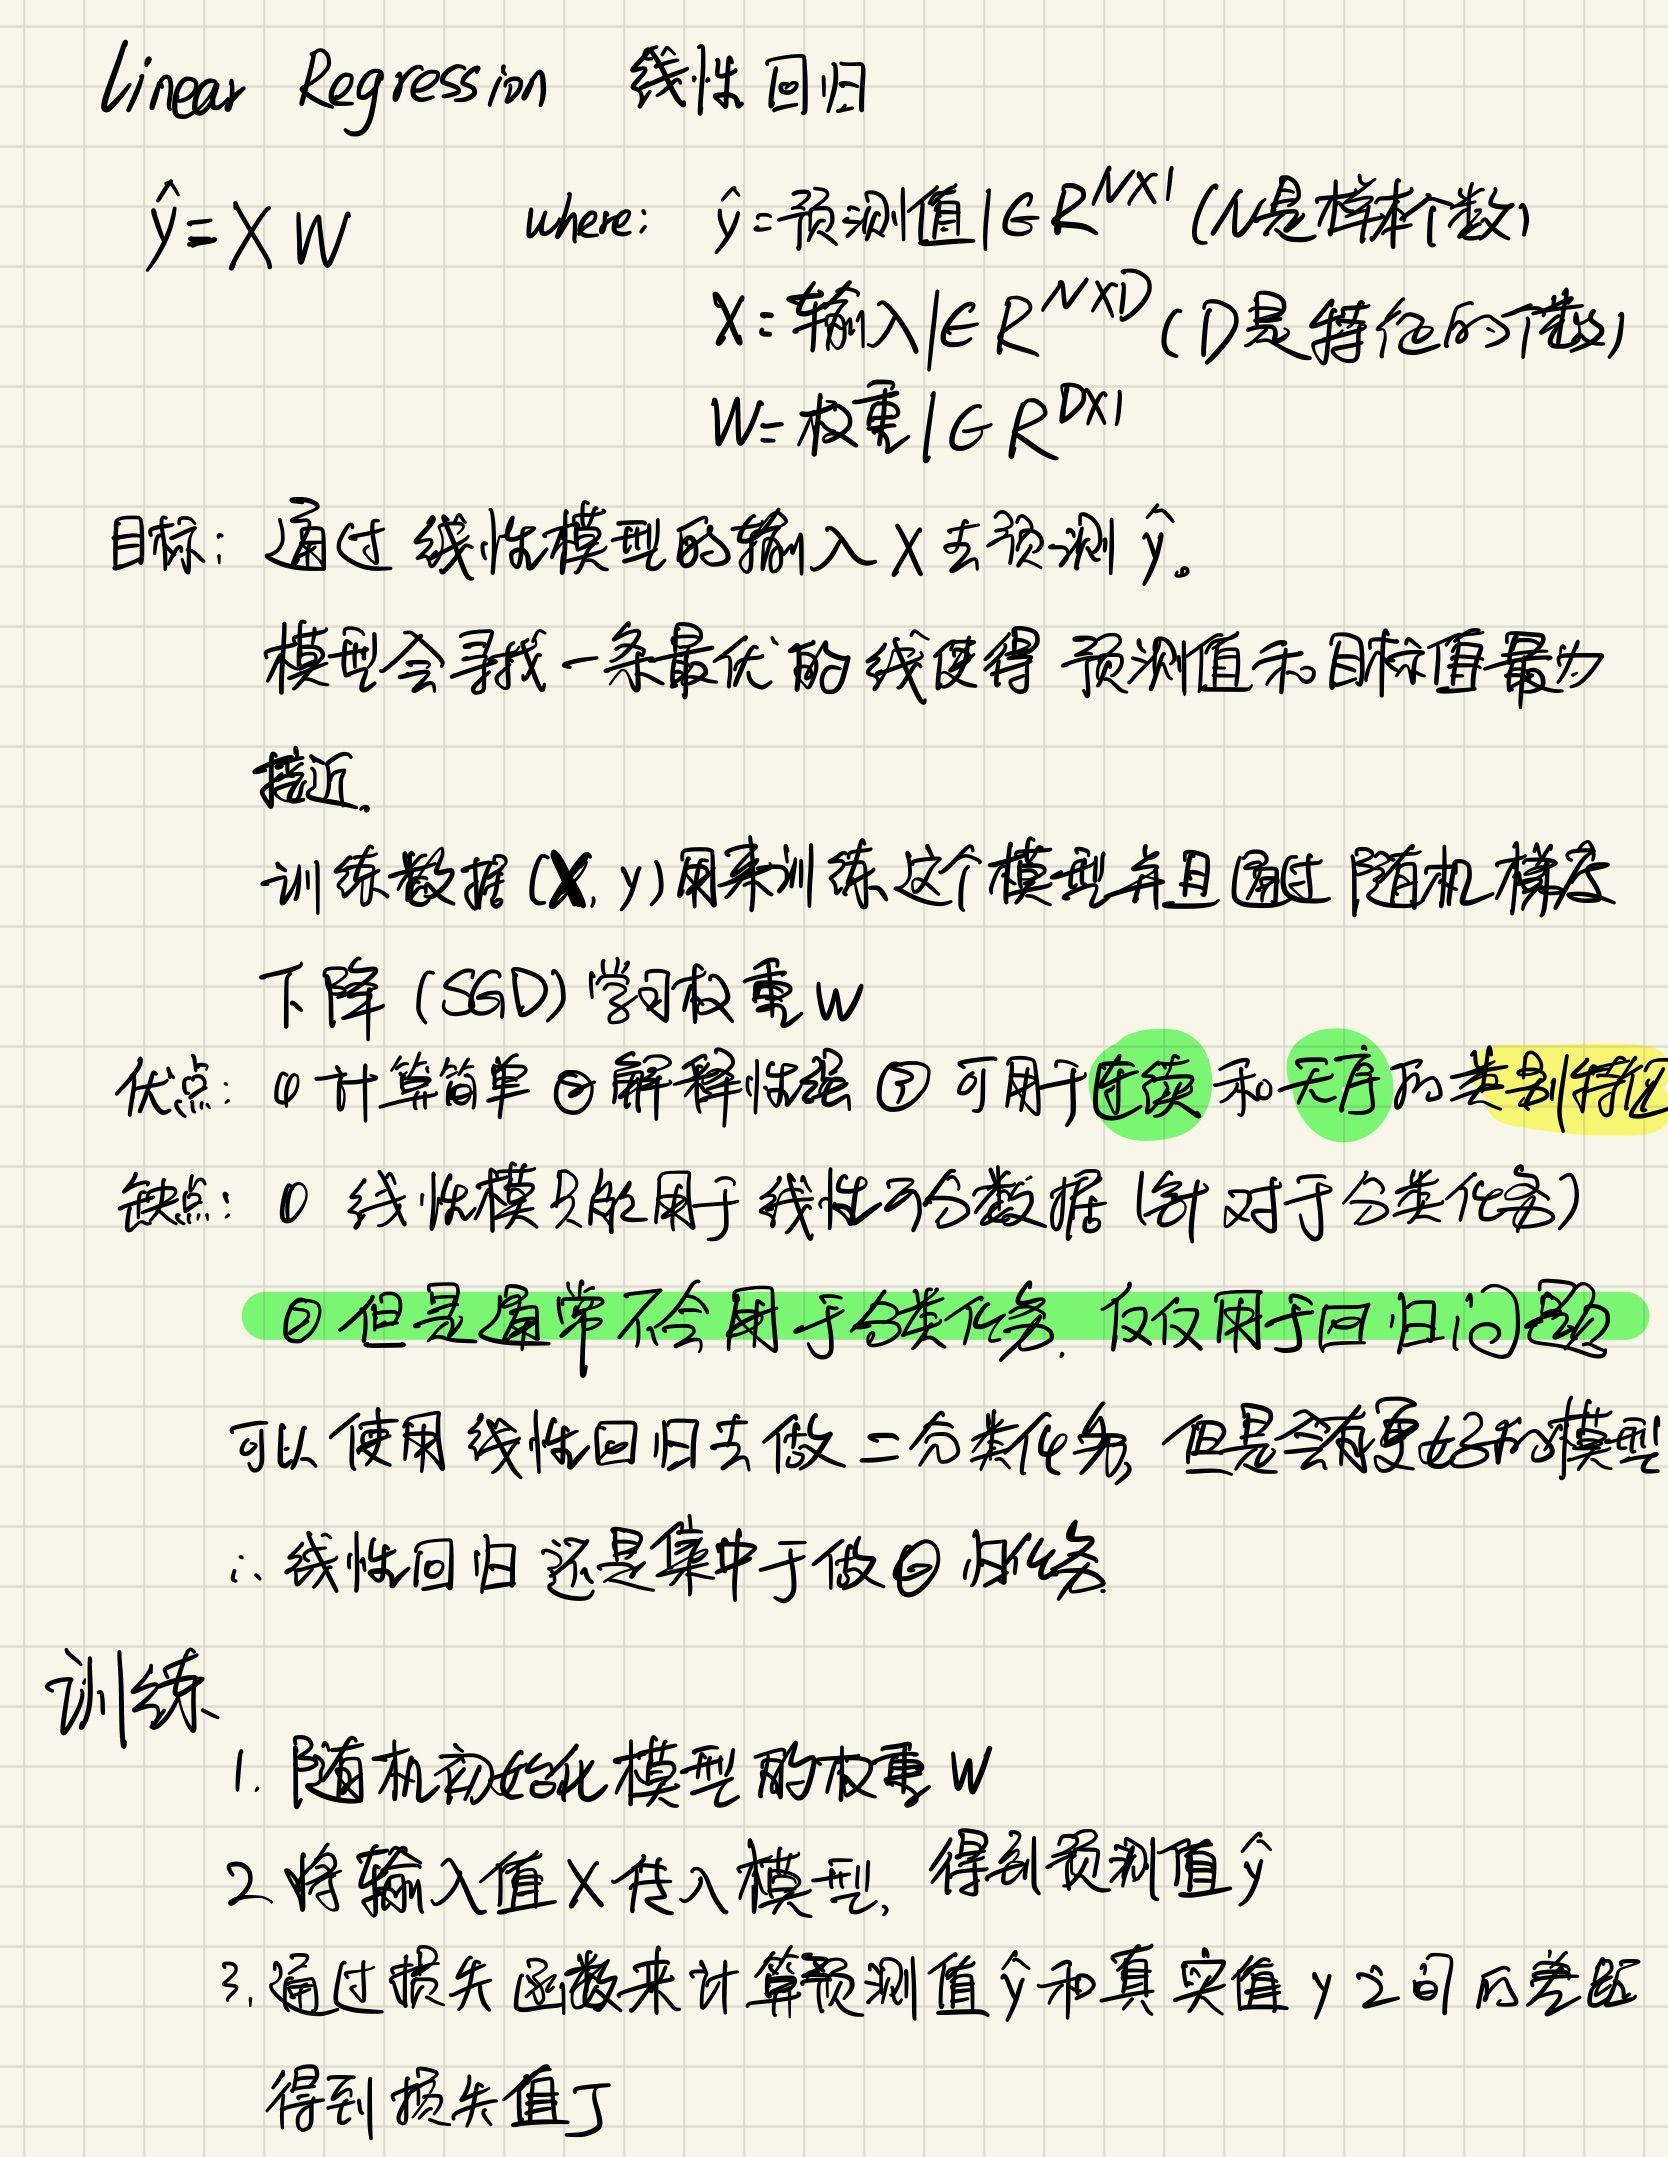 Linear Regression 线性回归
ŷ = XW where: ŷ = 预测值 | ∈ R^{N×1} (N是样本个数)
X = 输入 | ∈ R^{N×D} (D是特征的个数)
W = 权重 | ∈ R^{D×1}
目标: 通过线性模型的输入X去预测ŷ。
模型会寻找一条最优的线使得预测值和目标值最为
接近.
训练数据(X, y)用来训练这个模型并且通过随机梯度
下降 (SGD) 学习权重W
优点: ① 计算简单 ② 解释性强 ③ 可用于连续和无序的类别特征
缺点: ① 线性模只能用于线性可分数据 (针对于分类任务)
② 但是通常不会用于分类任务. 仅仅用于回归问题
可以使用线性回归去做二分类任务, 但是会有更好的模型
∴ 线性回归还是集中于做回归任务.
训练
1. 随机初始化模型的权重W
2. 将输入值X传入模型, 得到预测值ŷ
3. 通过损失函数来计算预测值ŷ和真实值y之间的差距
得到损失值J